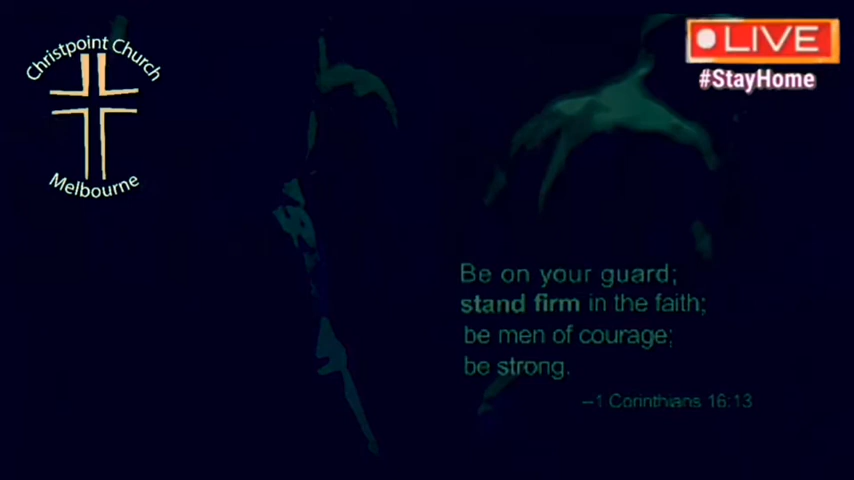 Christpoint Church
Melbourne
LIVE
#StayHome
Be on your guard;
stand firm in the faith;
be men of courage;
be strong.
--1 Corinthians 16:13